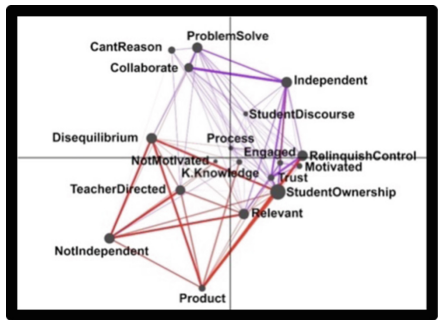 ProblemSolve
CantReason
Collaborate
Independent
StudentDiscourse
Disequilibrium
Process
Engaged
RelinquishControl
NotMotivated
Motivated
K.Knowledge
Trust
TeacherDirected
StudentOwnership
Relevant
NotIndependent
Product